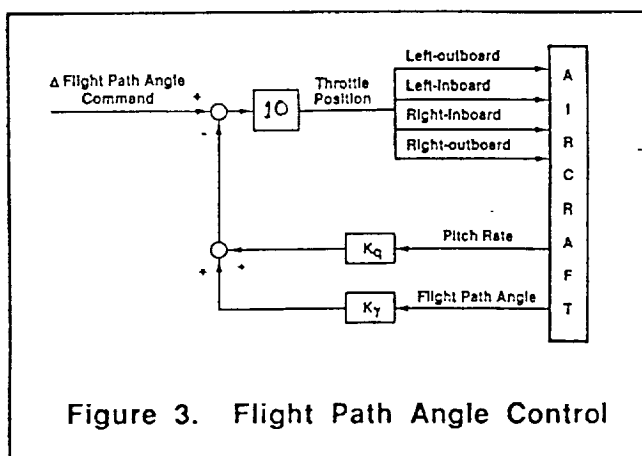 Δ Flight Path Angle
Command
+
-
10
Throttle
Position
Left-outboard
Left-inboard
Right-inboard
Right-outboard
A
I
R
C
R
A
F
T
Pitch Rate
Kq
+
+
Flight Path Angle
Kγ
Figure 3. Flight Path Angle Control